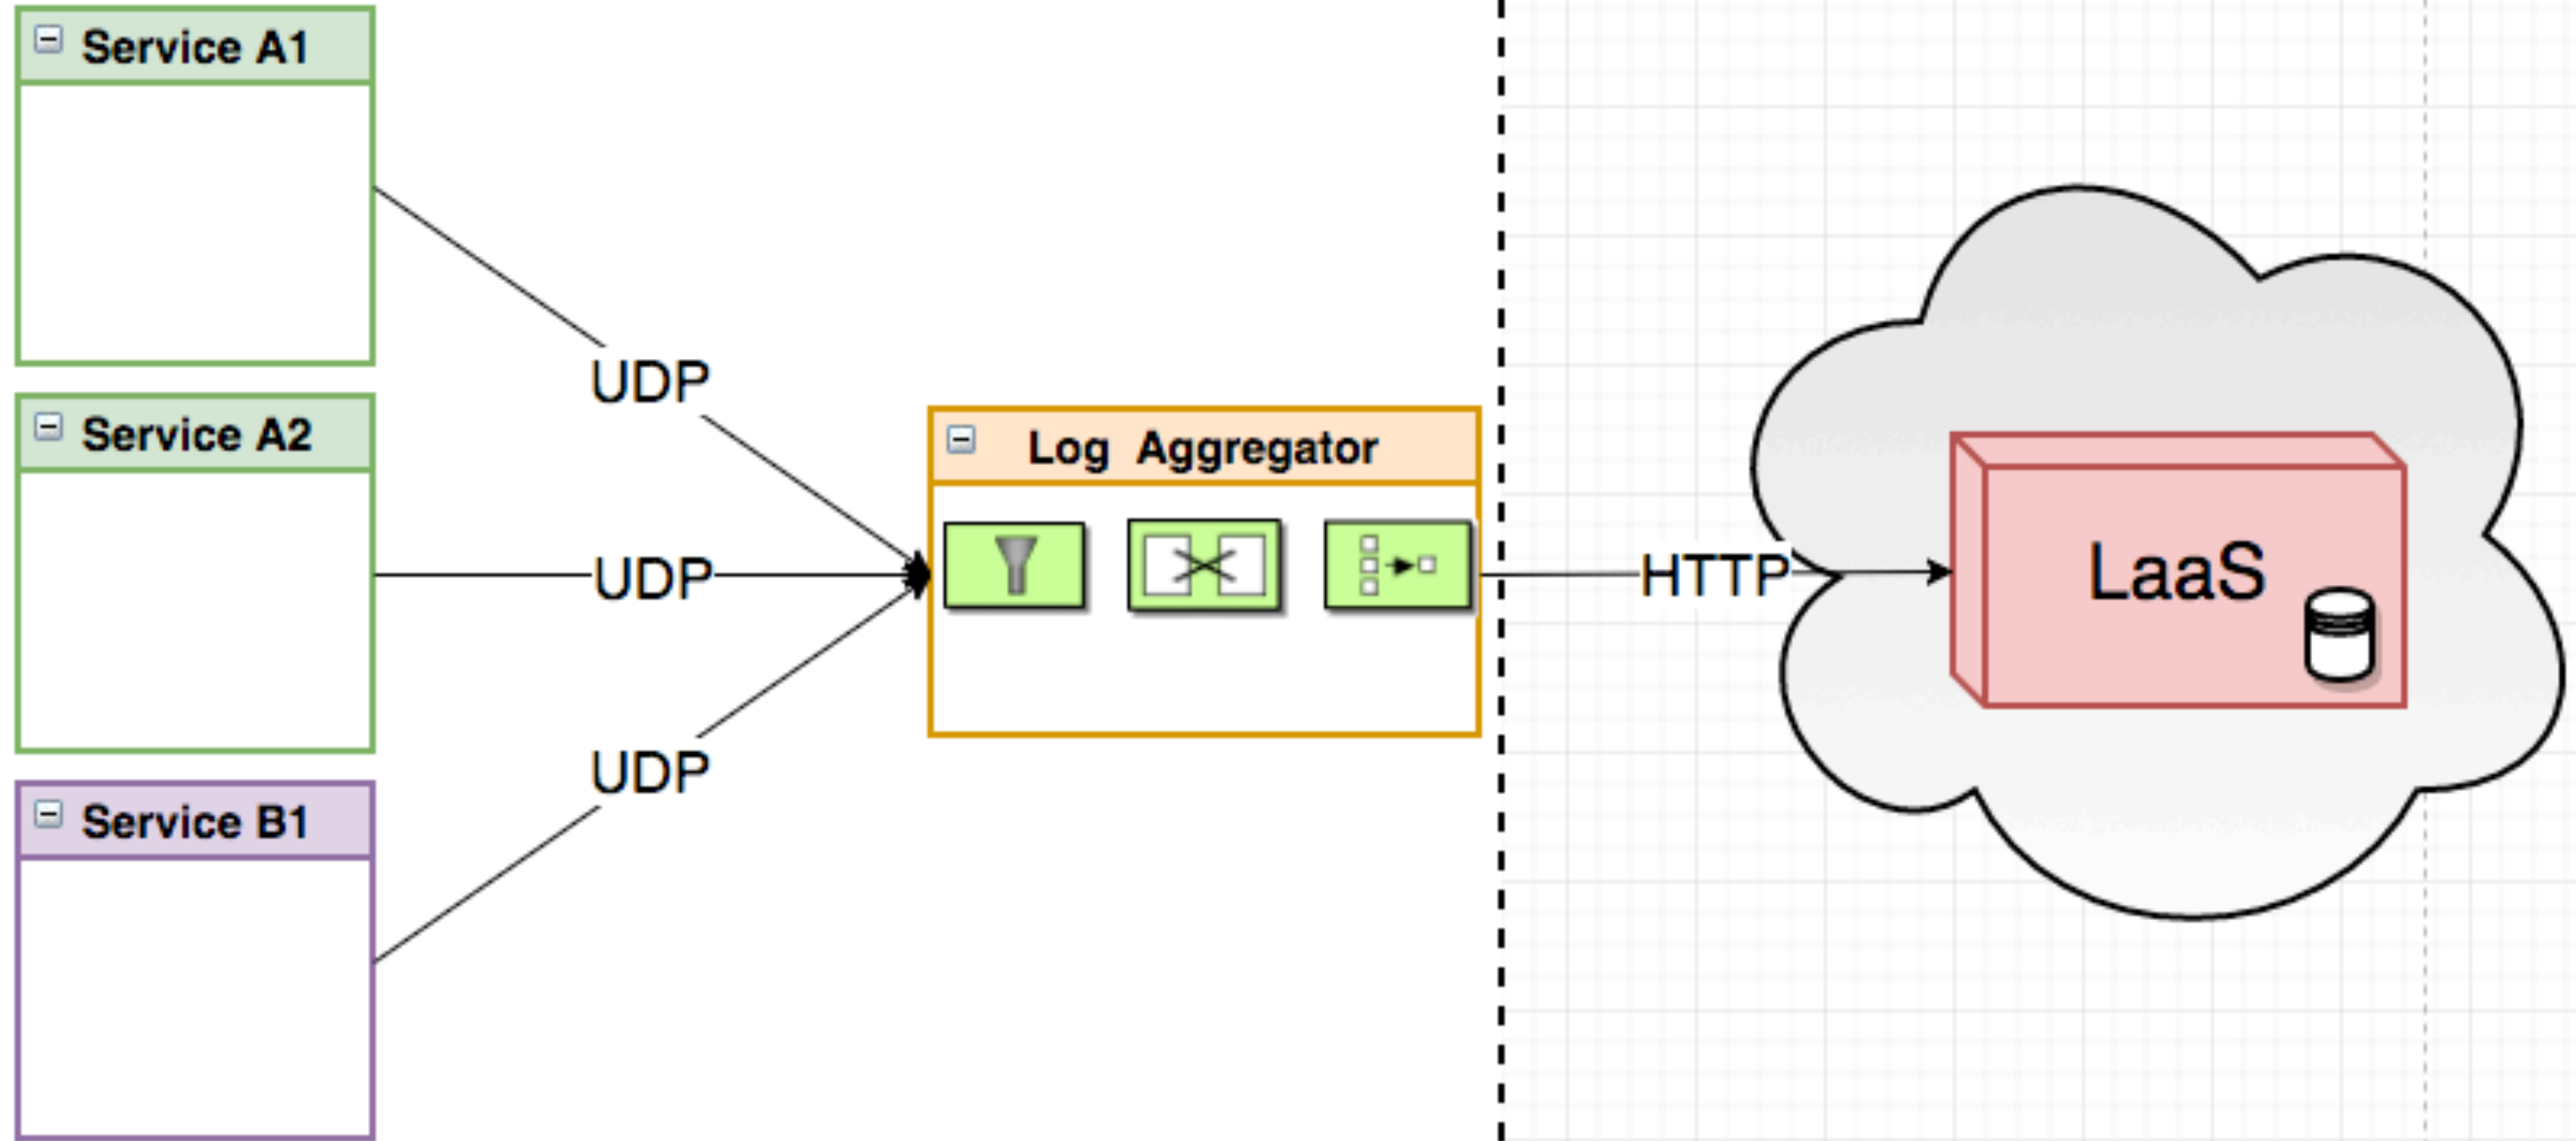 Service A1
UDP
Service A2
Log Aggregator
UDP
HTTP
LaaS
UDP
Service B1